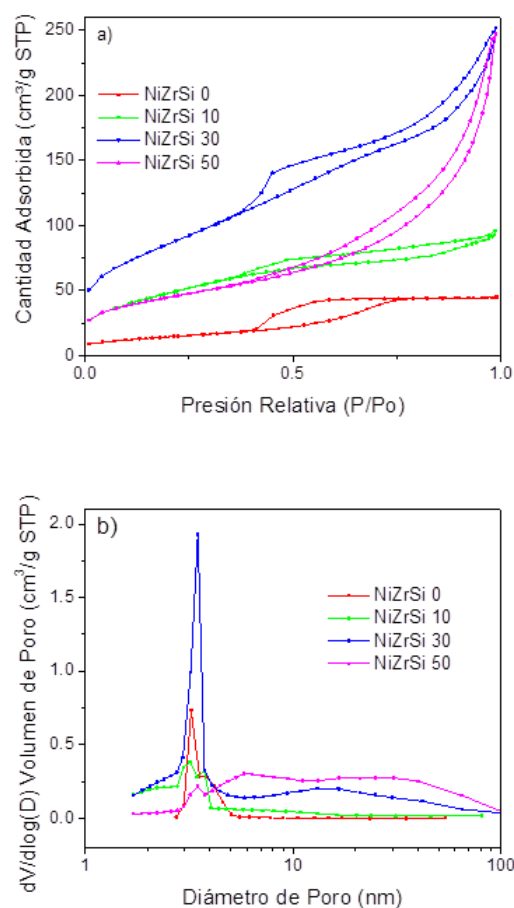 a)
NiZrSi 0
NiZrSi 10
NiZrSi 30
NiZrSi 50
Cantidad Adsorbida (cm³/g STP)
250
200
150
100
50
0
0.0
0.5
1.0
Presión Relativa (P/Po)
b)
NiZrSi 0
NiZrSi 10
NiZrSi 30
NiZrSi 50
dV/dlog(D) Volumen de Poro (cm³/g STP)
2.0
1.5
1.0
0.5
0.0
1
10
100
Diámetro de Poro (nm)